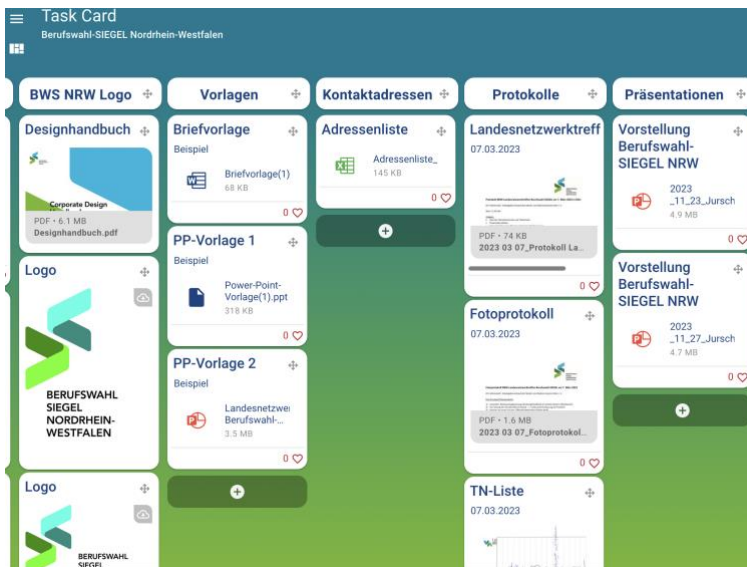 Task Card
Berufswahl-SIEGEL Nordrhein-Westfalen
BWS NRW Logo
Designhandbuch
Corporate Design
PDF • 6.1 MB
Designhandbuch.pdf
Logo
BERUFSWAHL
SIEGEL
NORDRHEIN-
WESTFALEN
Logo
BERUFSWAHL
SIEGEL
Vorlagen
Briefvorlage
Beispiel
Briefvorlage(1)
68 KB
0
PP-Vorlage 1
Beispiel
Power-Point-
Vorlage(1).ppt
318 KB
0
PP-Vorlage 2
Beispiel
Landesnetzwer
Berufswahl-...
3.5 MB
0
Kontaktadressen
Adressenliste
Adressenliste_
145 KB
0
Protokolle
Landesnetzwerktreff
07.03.2023
PDF • 74 KB
2023 03 07_Protokoll La...
0
Fotoprotokoll
07.03.2023
PDF • 1.6 MB
2023 03 07_Fotoprotokol...
0
TN-Liste
07.03.2023
Präsentationen
Vorstellung
Berufswahl-
SIEGEL NRW
2023
_11_23_Jursch
4.9 MB
0
Vorstellung
Berufswahl-
SIEGEL NRW
2023
_11_27_Jursch
4.7 MB
0